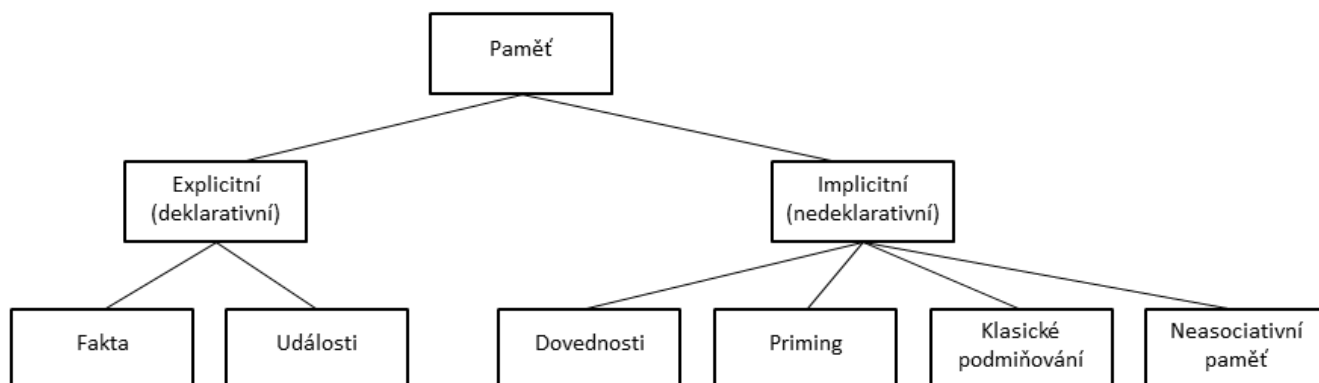 Paměť
Explicitní
(deklarativní)
Implicitní
(nedeklarativní)
Fakta
Události
Dovednosti
Priming
Klasické
podmiňování
Neasociativní
paměť